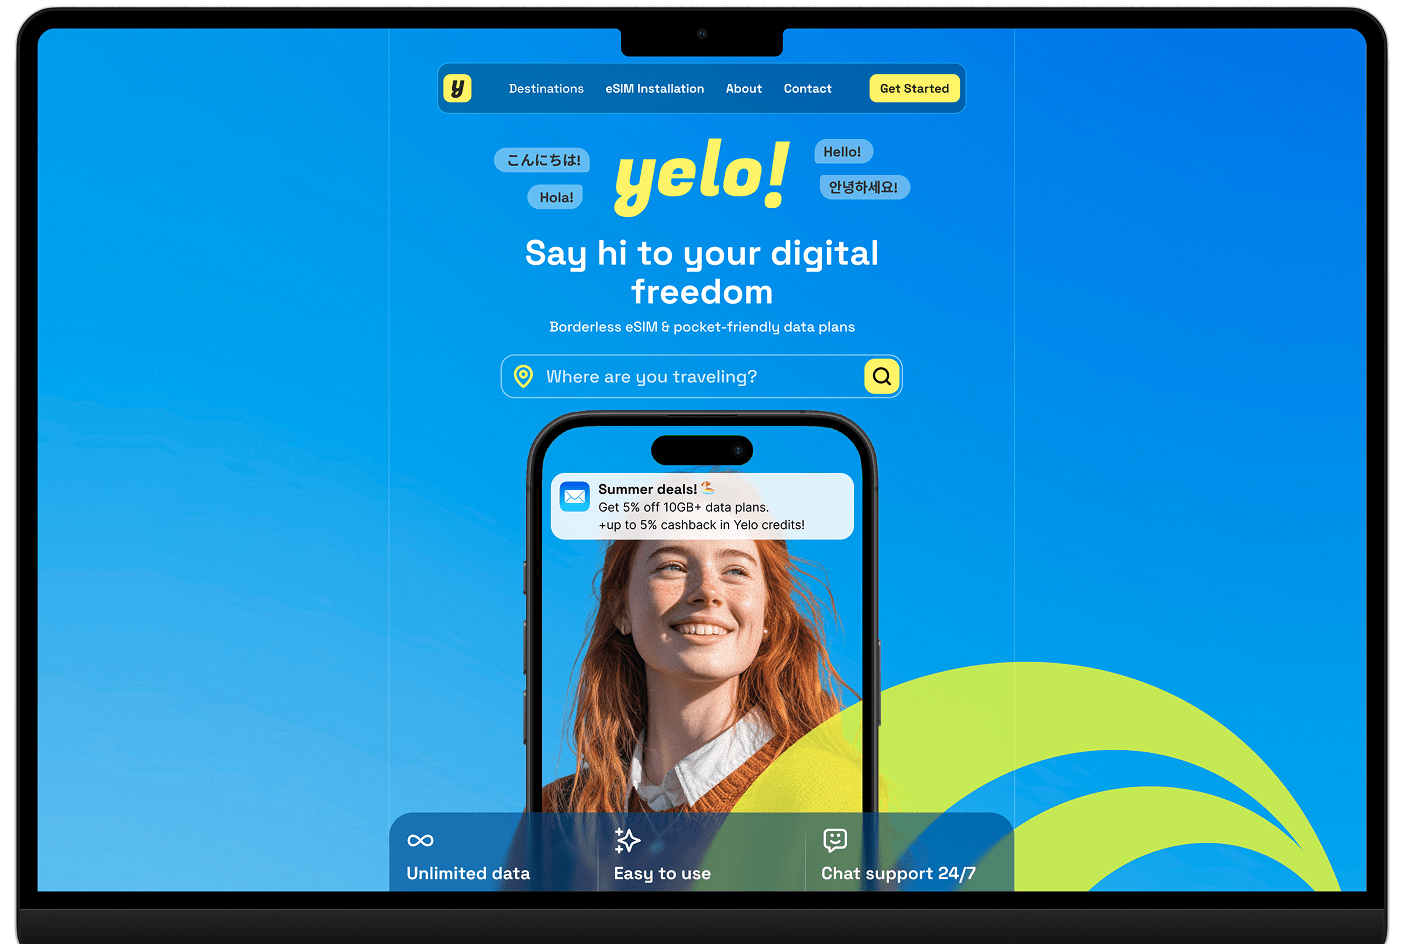 y
Destinations
eSIM Installation
About
Contact
Get Started
こんにちは!
Hola!
yelo!
Hello!
안녕하세요!
Say hi to your digital
freedom
Borderless eSIM & pocket-friendly data plans
Where are you traveling?
Summer deals! 🏖️
Get 5% off 10GB+ data plans.
+up to 5% cashback in Yelo credits!
Unlimited data
Easy to use
Chat support 24/7